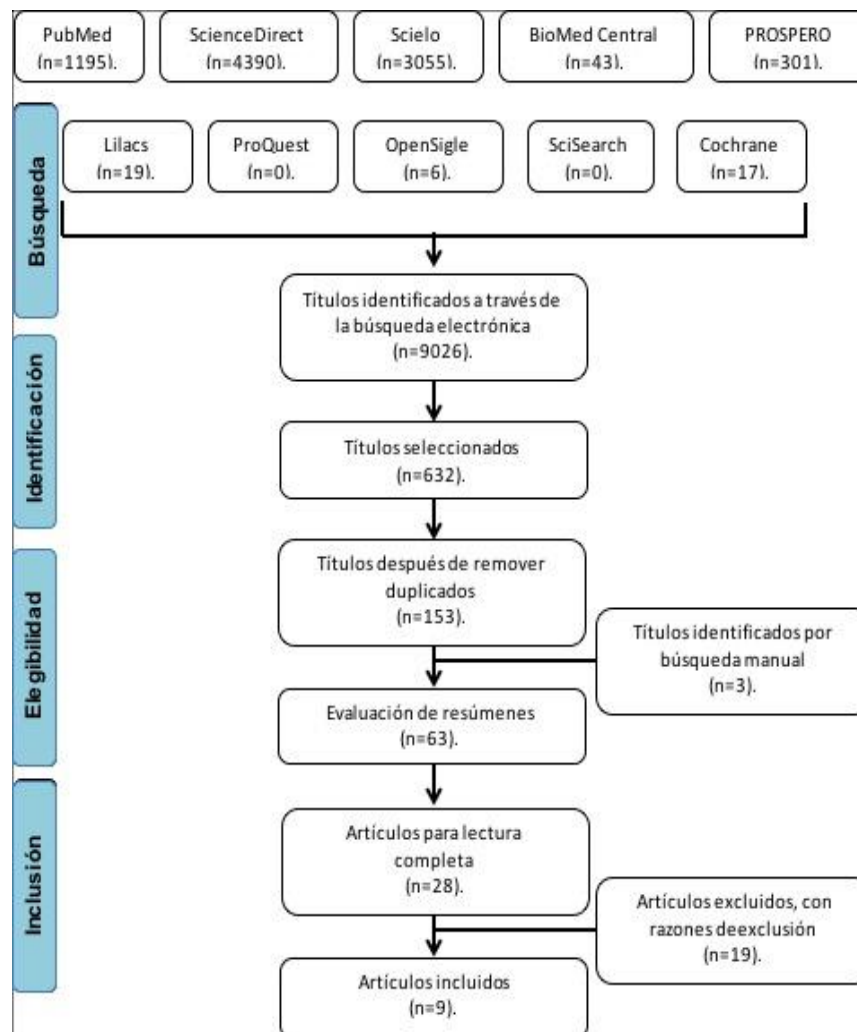 PubMed
(n=1195).
ScienceDirect
(n=4390).
Scielo
(n=3055).
BioMed Central
(n=43).
PROSPERO
(n=301).
Búsqueda
Lilacs
(n=19).
ProQuest
(n=0).
OpenSigle
(n=6).
SciSearch
(n=0).
Cochrane
(n=17).
Títulos identificados a través de
la búsqueda electrónica
(n=9026).
Identificación
Títulos seleccionados
(n=632).
Elegibilidad
Títulos después de remover
duplicados
(n=153).
Títulos identificados por
búsqueda manual
(n=3).
Evaluación de resúmenes
(n=63).
Inclusión
Artículos para lectura
completa
(n=28).
Artículos excluidos, con
razones deexclusión
(n=19).
Artículos incluidos
(n=9).